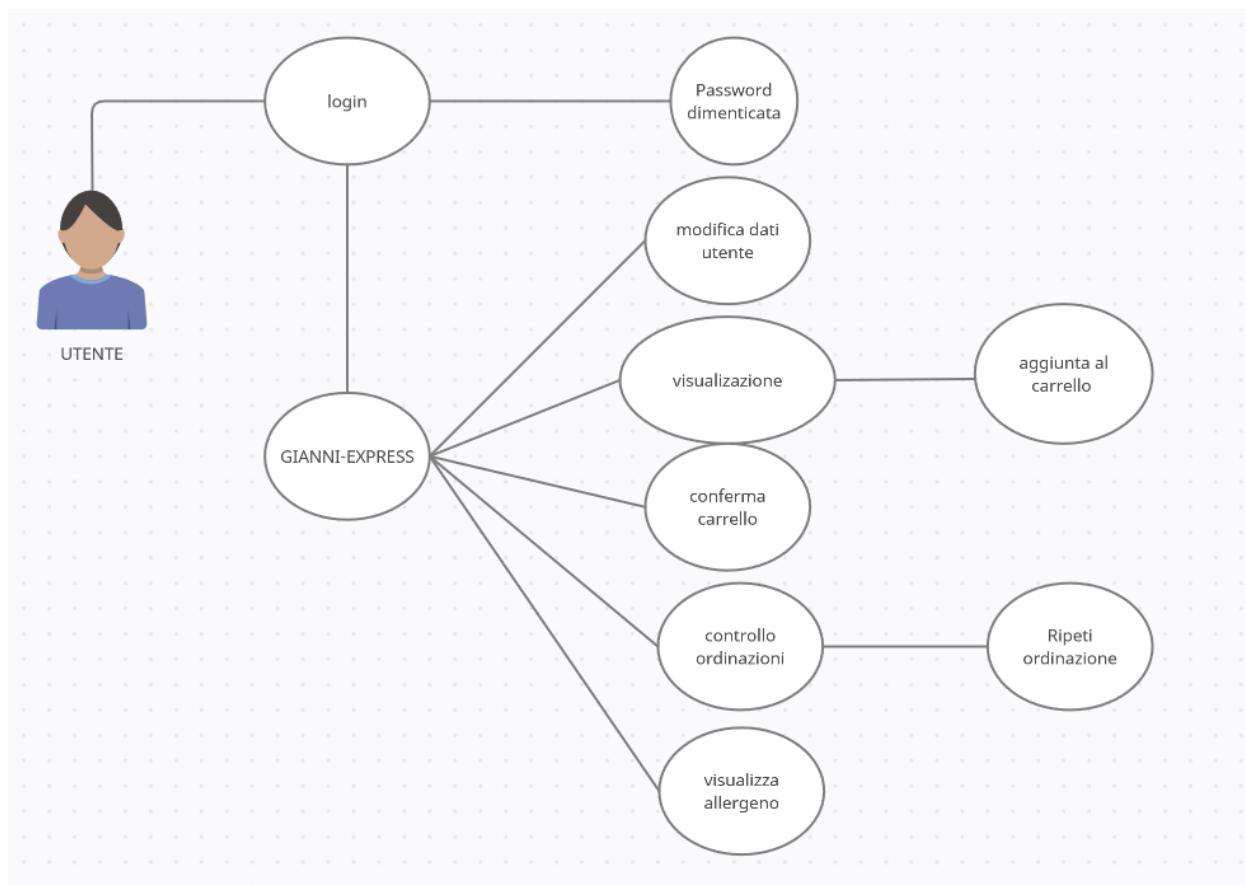 login
Password
dimenticata
modifica dati
utente
UTENTE
visualizazione
aggiunta al
carrello
GIANNI-EXPRESS
conferma
carrello
controllo
ordinazioni
Ripeti
ordinazione
visualizza
allergeno